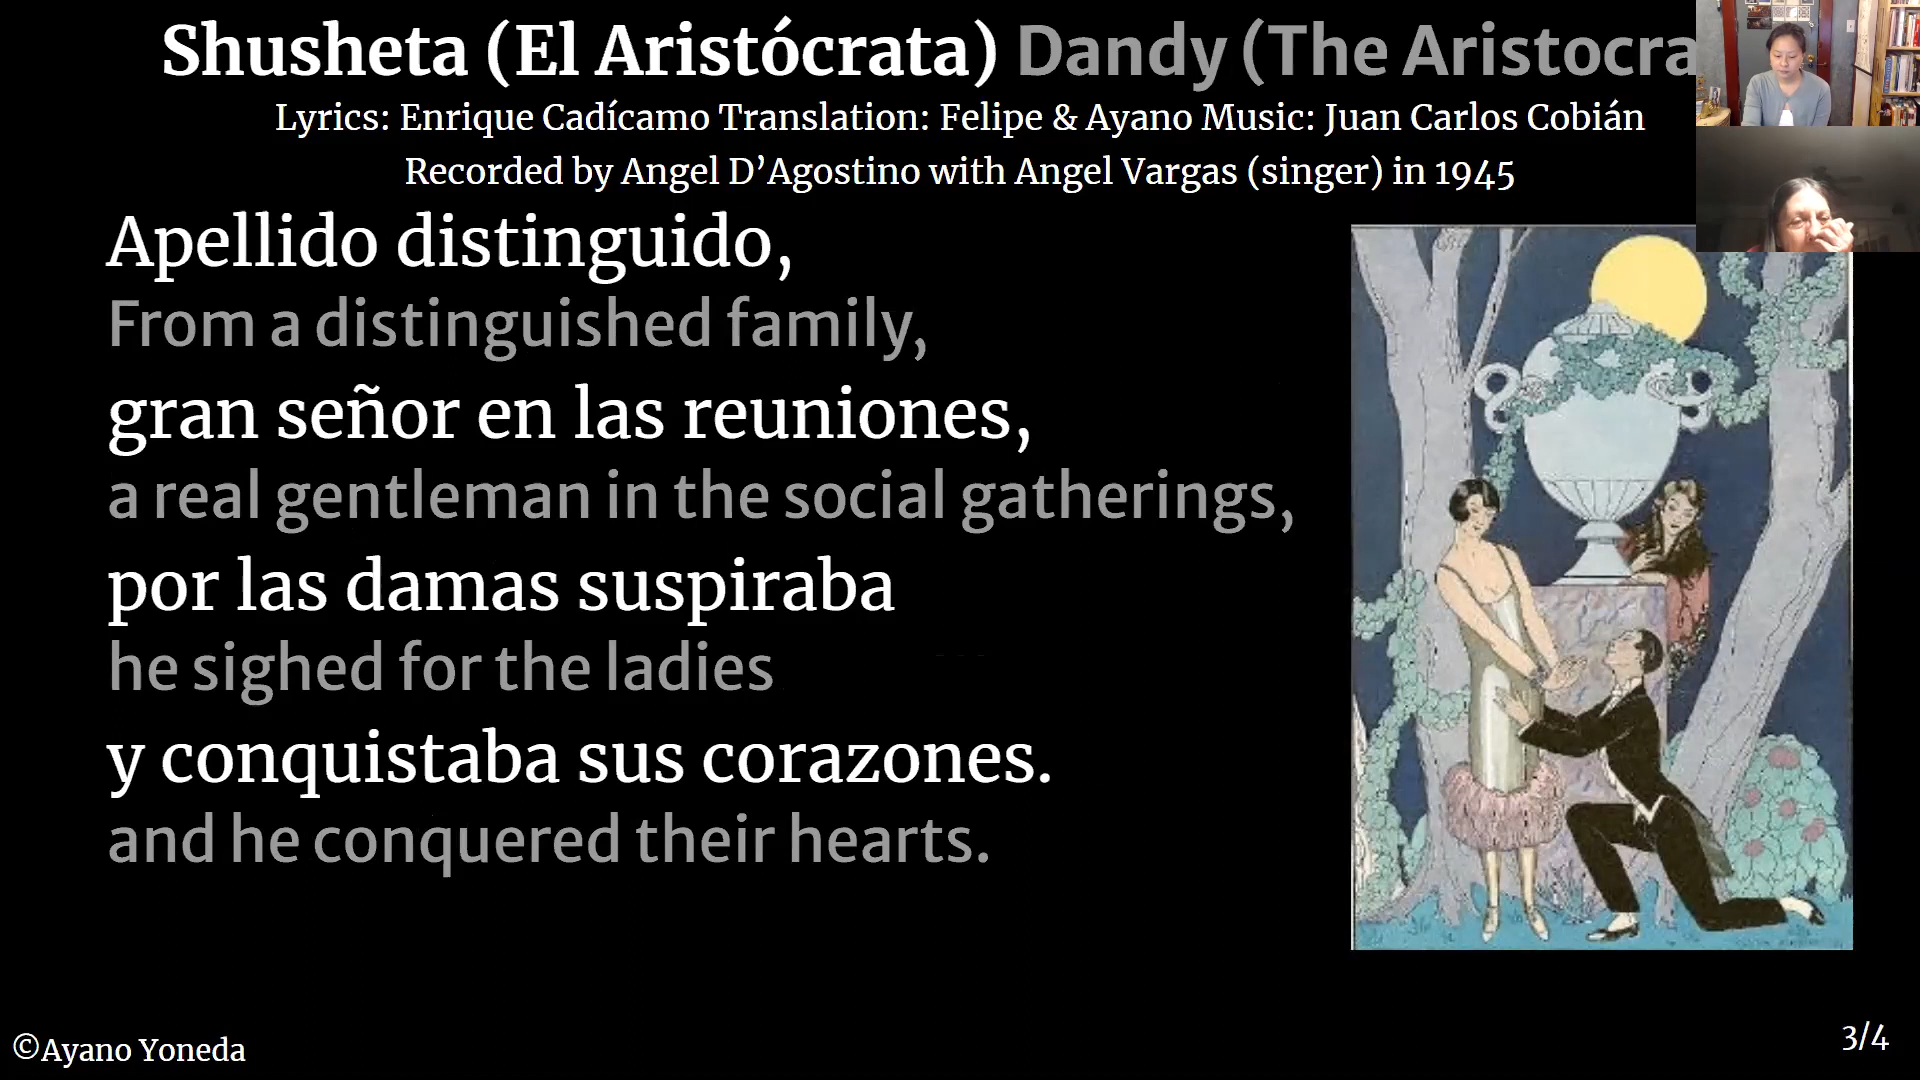 Shusheta (El Aristócrata) Dandy (The Aristocra
Lyrics: Enrique Cadícamo Translation: Felipe & Ayano Music: Juan Carlos Cobián
Recorded by Angel D’Agostino with Angel Vargas (singer) in 1945
Apellido distinguido,
From a distinguished family,
gran señor en las reuniones,
a real gentleman in the social gatherings,
por las damas suspiraba
he sighed for the ladies
y conquistaba sus corazones.
and he conquered their hearts.
©Ayano Yoneda
3/4